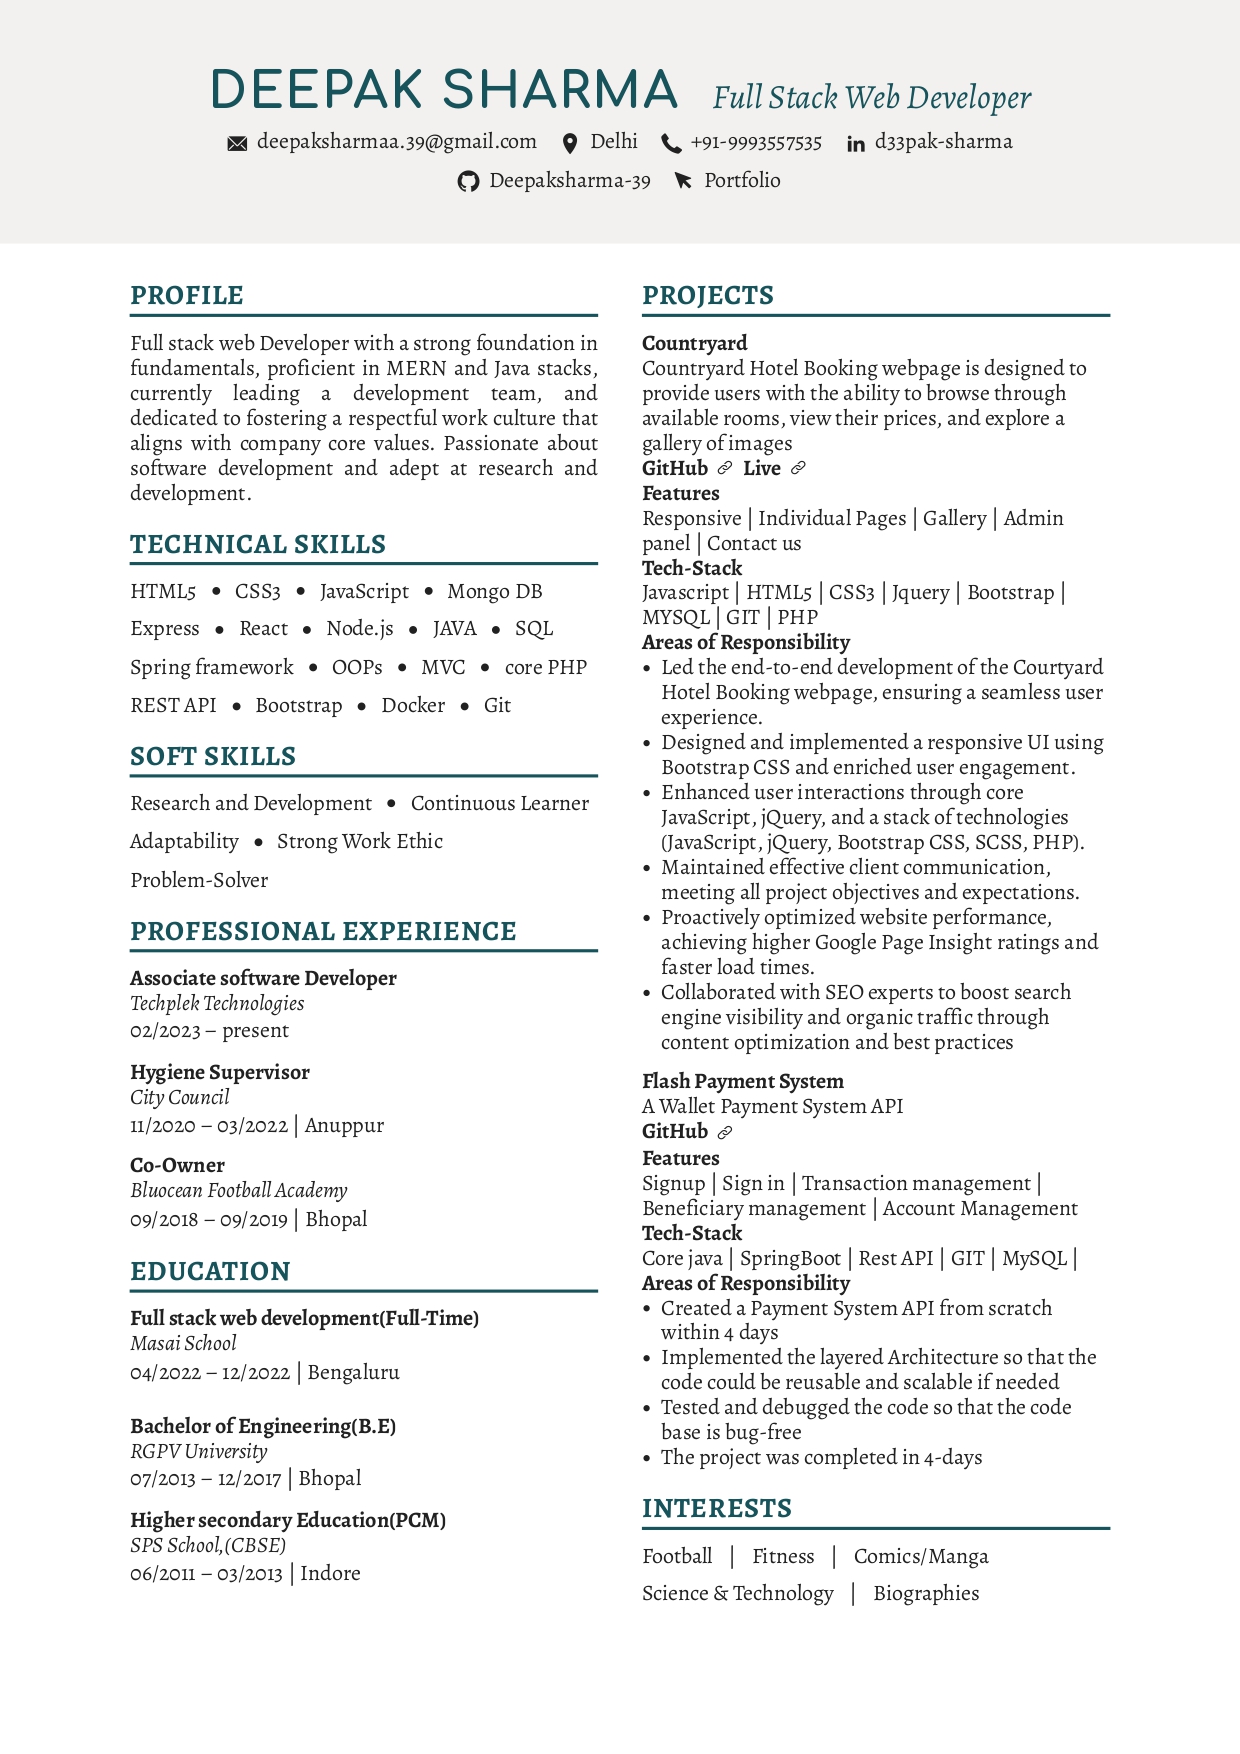 DEEPAK SHARMA Full Stack Web Developer
deepaksharmaa.39@gmail.com Delhi +91-9993557535 d33pak-sharma
Deepaksharma-39 Portfolio
PROFILE
Full stack web Developer with a strong foundation in
fundamentals, proficient in MERN and Java stacks,
currently leading a development team, and
dedicated to fostering a respectful work culture that
aligns with company core values. Passionate about
software development and adept at research and
development.
TECHNICAL SKILLS
HTML5 • CSS3 • JavaScript • Mongo DB
Express • React • Node.js • JAVA • SQL
Spring framework • OOPs • MVC • core PHP
REST API • Bootstrap • Docker • Git
SOFT SKILLS
Research and Development • Continuous Learner
Adaptability • Strong Work Ethic
Problem-Solver
PROFESSIONAL EXPERIENCE
Associate software Developer
Techplek Technologies
02/2023 – present
Hygiene Supervisor
City Council
11/2020 – 03/2022 | Anuppur
Co-Owner
Bluocean Football Academy
09/2018 – 09/2019 | Bhopal
EDUCATION
Full stack web development(Full-Time)
Masai School
04/2022 – 12/2022 | Bengaluru
Bachelor of Engineering(B.E)
RGPV University
07/2013 – 12/2017 | Bhopal
Higher secondary Education(PCM)
SPS School,(CBSE)
06/2011 – 03/2013 | Indore
PROJECTS
Countryard
Countryard Hotel Booking webpage is designed to
provide users with the ability to browse through
available rooms, view their prices, and explore a
gallery of images
GitHub Live
Features
Responsive | Individual Pages | Gallery | Admin
panel | Contact us
Tech-Stack
Javascript | HTML5 | CSS3 | Jquery | Bootstrap |
MYSQL | GIT | PHP
Areas of Responsibility
• Led the end-to-end development of the Courtyard
Hotel Booking webpage, ensuring a seamless user
experience.
• Designed and implemented a responsive UI using
Bootstrap CSS and enriched user engagement.
• Enhanced user interactions through core
JavaScript, jQuery, and a stack of technologies
(JavaScript, jQuery, Bootstrap CSS, SCSS, PHP).
• Maintained effective client communication,
meeting all project objectives and expectations.
• Proactively optimized website performance,
achieving higher Google Page Insight ratings and
faster load times.
• Collaborated with SEO experts to boost search
engine visibility and organic traffic through
content optimization and best practices
Flash Payment System
A Wallet Payment System API
GitHub
Features
Signup | Sign in | Transaction management |
Beneficiary management | Account Management
Tech-Stack
Core java | SpringBoot | Rest API | GIT | MySQL |
Areas of Responsibility
• Created a Payment System API from scratch
within 4 days
• Implemented the layered Architecture so that the
code could be reusable and scalable if needed
• Tested and debugged the code so that the code
base is bug-free
• The project was completed in 4-days
INTERESTS
Football | Fitness | Comics/Manga
Science & Technology | Biographies